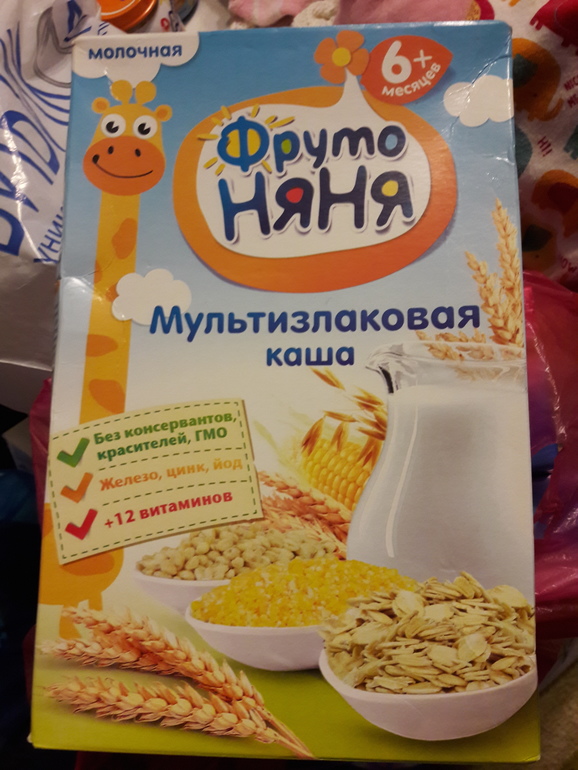 молочная
6+
месяцев
Фруто
НЯНЯ
Мультизлаковая
каша
Без консервантов,
красителей, ГМО
Железо, цинк, йод
+12 витаминов